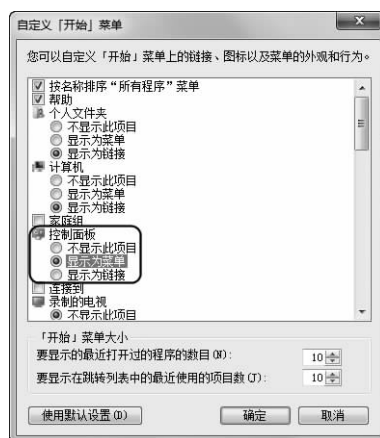 自定义「开始」菜单
您可以自定义「开始」菜单上的链接、图标以及菜单的外观和行为。
按名称排序“所有程序”菜单
帮助
个人文件夹
不显示此项目
显示为菜单
显示为链接
计算机
不显示此项目
显示为菜单
显示为链接
家庭组
控制面板
不显示此项目
显示为菜单
显示为链接
连接到
录制的电视
不显示此项目
「开始」菜单大小
要显示的最近打开过的程序的数目(N): 10
要显示在跳转列表中的最近使用的项目数(J): 10
使用默认设置(D) 确定 取消